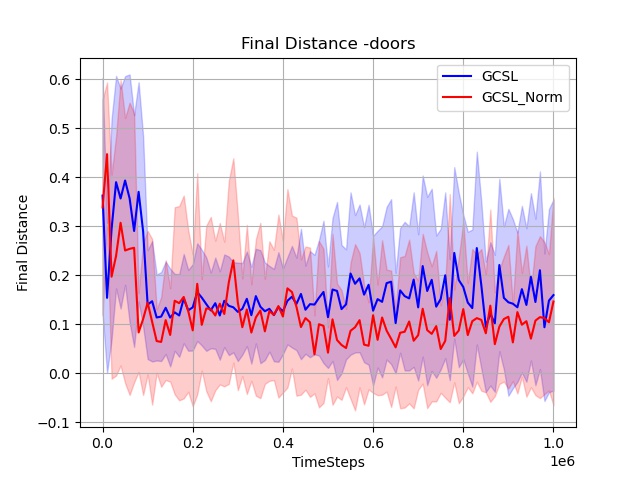 Final Distance -doors
GCSL
GCSL_Norm
Final Distance
0.6
0.5
0.4
0.3
0.2
0.1
0.0
−0.1
0.0 0.2 0.4 0.6 0.8 1.0
1e6
TimeSteps